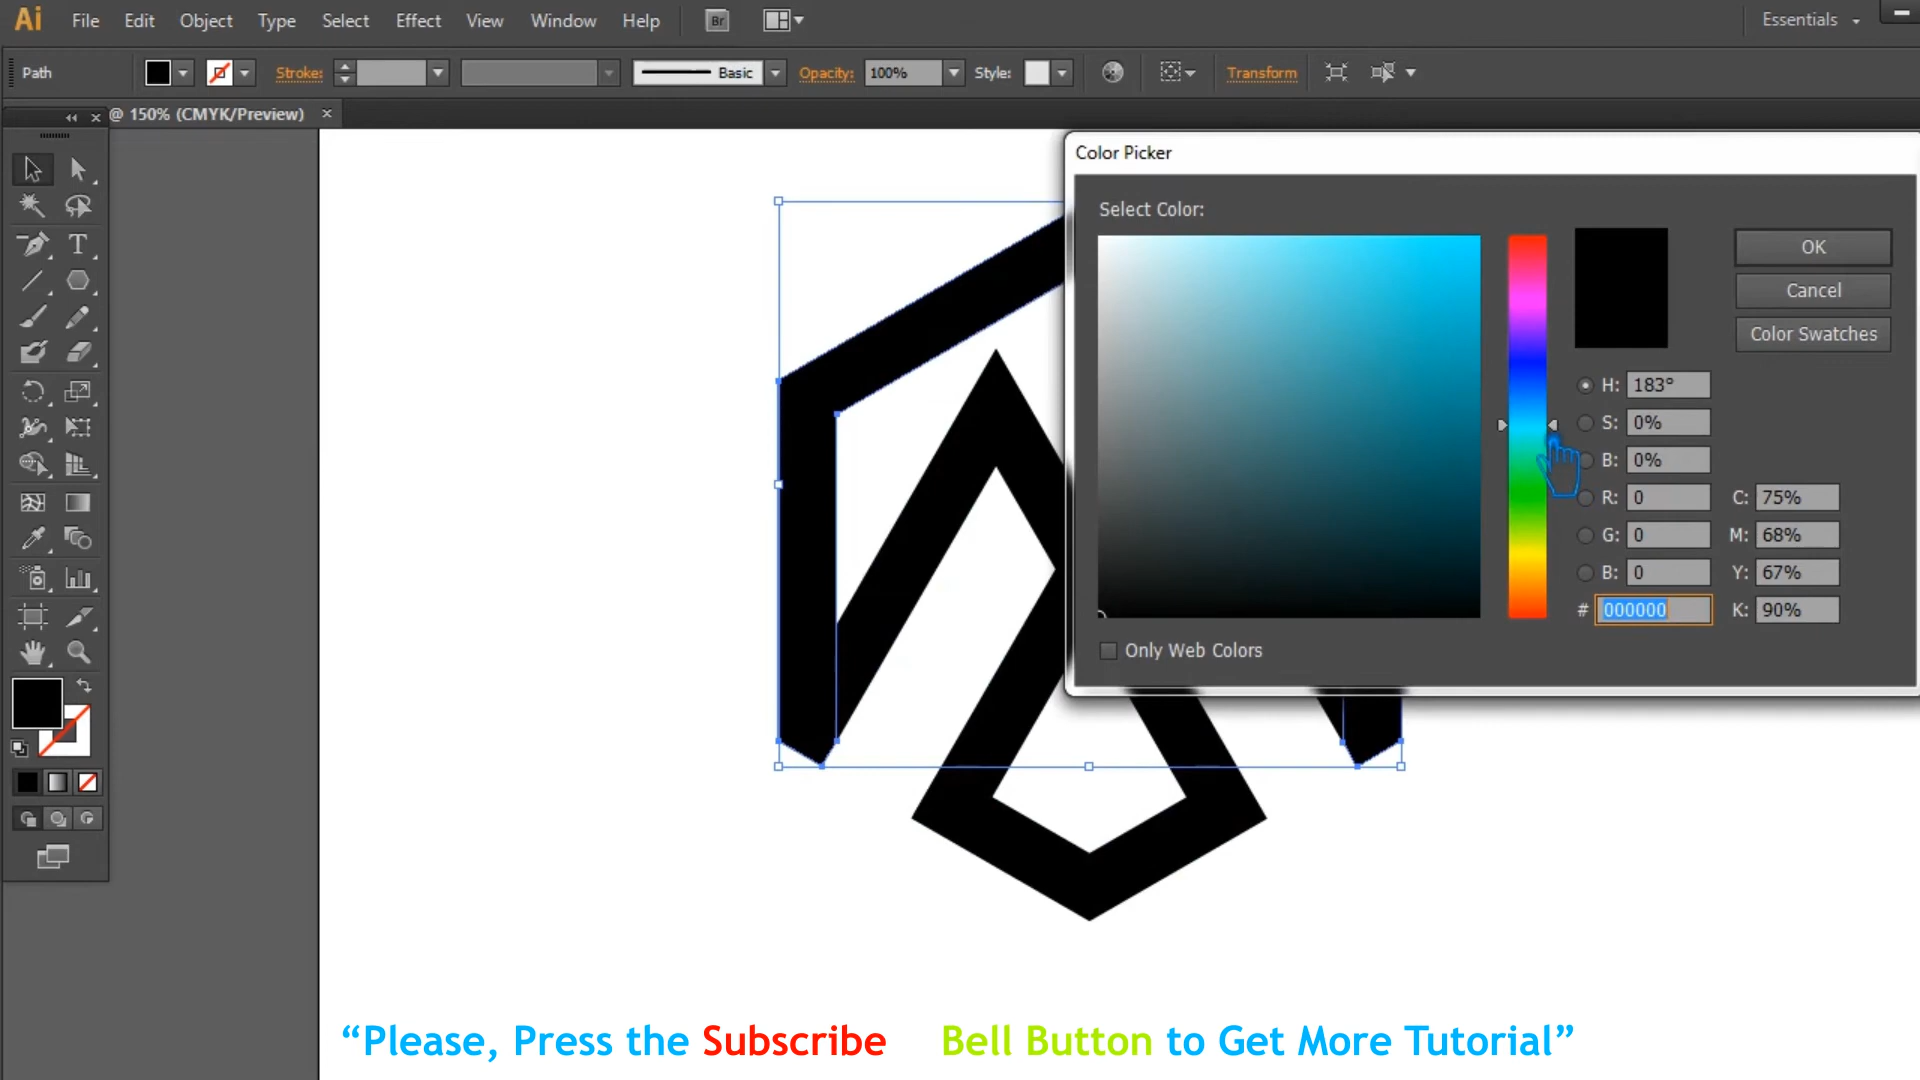 Ai File Edit Object Type Select Effect View Window Help Br Essentials
Path Stroke: Basic Opacity: 100% Style: Transform
@ 150% (CMYK/Preview) ×
Color Picker
Select Color:
OK
Cancel
Color Swatches
H: 183°
S: 0%
B: 0%
R: 0 C: 75%
G: 0 M: 68%
B: 0 Y: 67%
# 000000 K: 90%
Only Web Colors
T
“Please, Press the Subscribe Bell Button to Get More Tutorial”